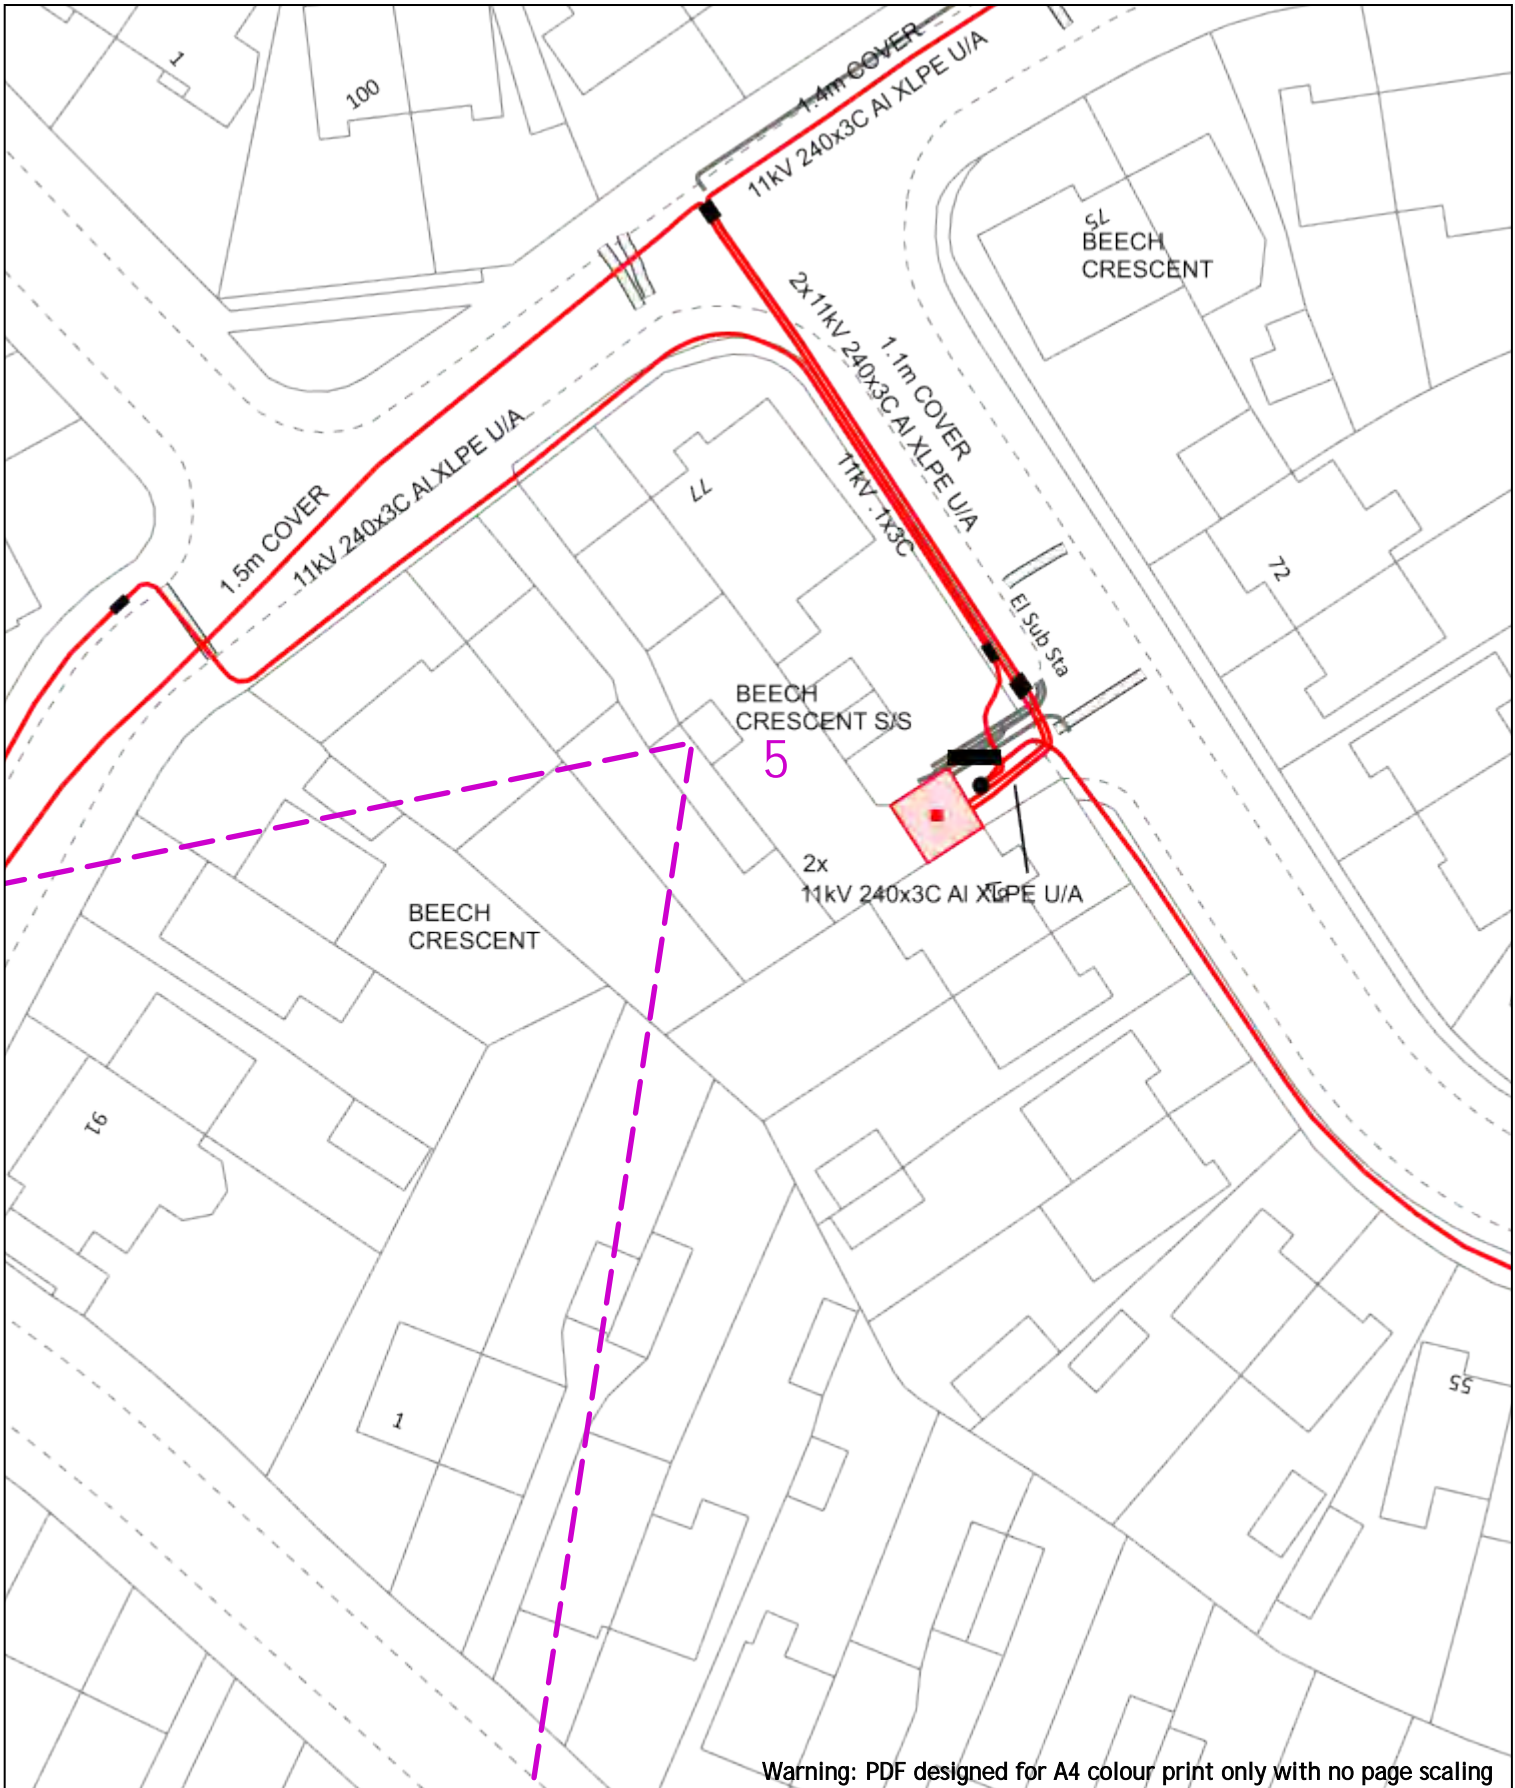 1
100
1.4m COVER
11kV 240x3C Al XLPE U/A
75
BEECH
CRESCENT
2x11kV 240x3C Al XLPE U/A
1.1m COVER
11kV .1x3C
77
1.5m COVER
11kV 240x3C Al XLPE U/A
72
El Sub Sta
BEECH
CRESCENT S/S
5
2x
11kV 240x3C Al XLPE U/A
BEECH
CRESCENT
91
1
55
Warning: PDF designed for A4 colour print only with no page scaling